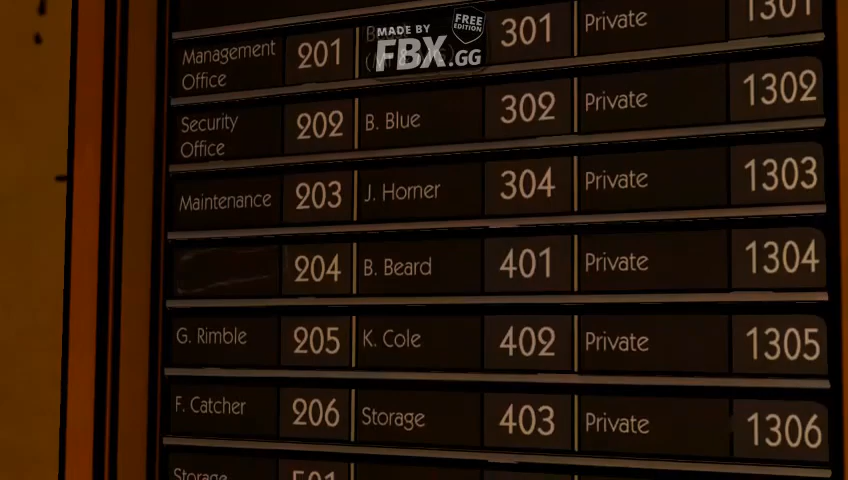 1301
Management
Office
201
301
Private
MADE BY
FREE
EDITION
FBX.GG
Security
Office
202
B. Blue
302
Private
1302
Maintenance
203
J. Horner
304
Private
1303
204
B. Beard
401
Private
1304
G. Rimble
205
K. Cole
402
Private
1305
F. Catcher
206
Storage
403
Private
1306
Storage
501